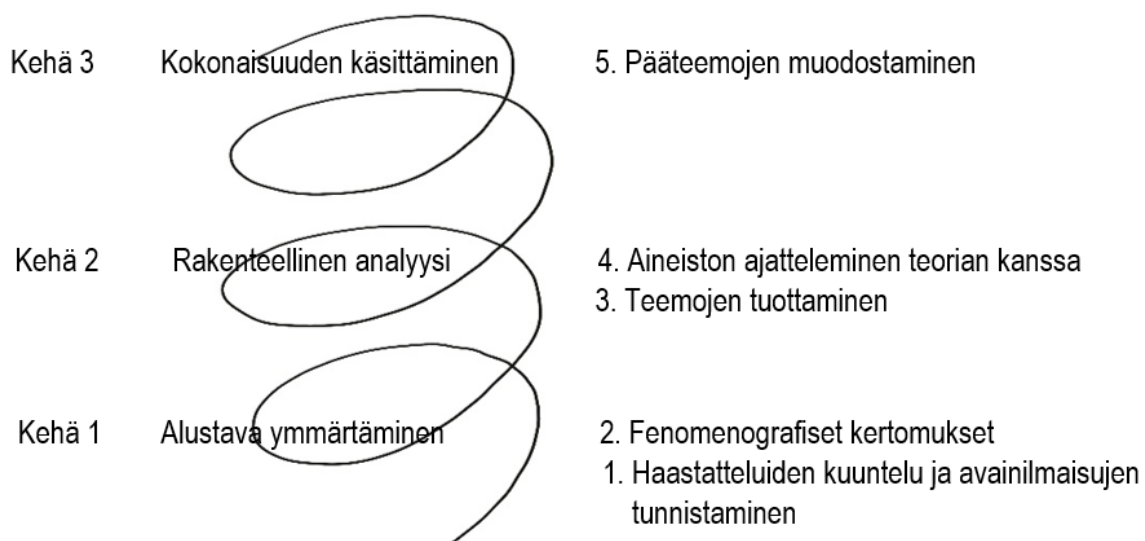 Kehä 3 Kokonaisuuden käsittäminen 5. Pääteemojen muodostaminen
Kehä 2 Rakenteellinen analyysi 4. Aineiston ajatteleminen teorian kanssa
3. Teemojen tuottaminen
Kehä 1 Alustava ymmärtäminen 2. Fenomenografiset kertomukset
1. Haastatteluiden kuuntelu ja avainilmaisujen
tunnistaminen